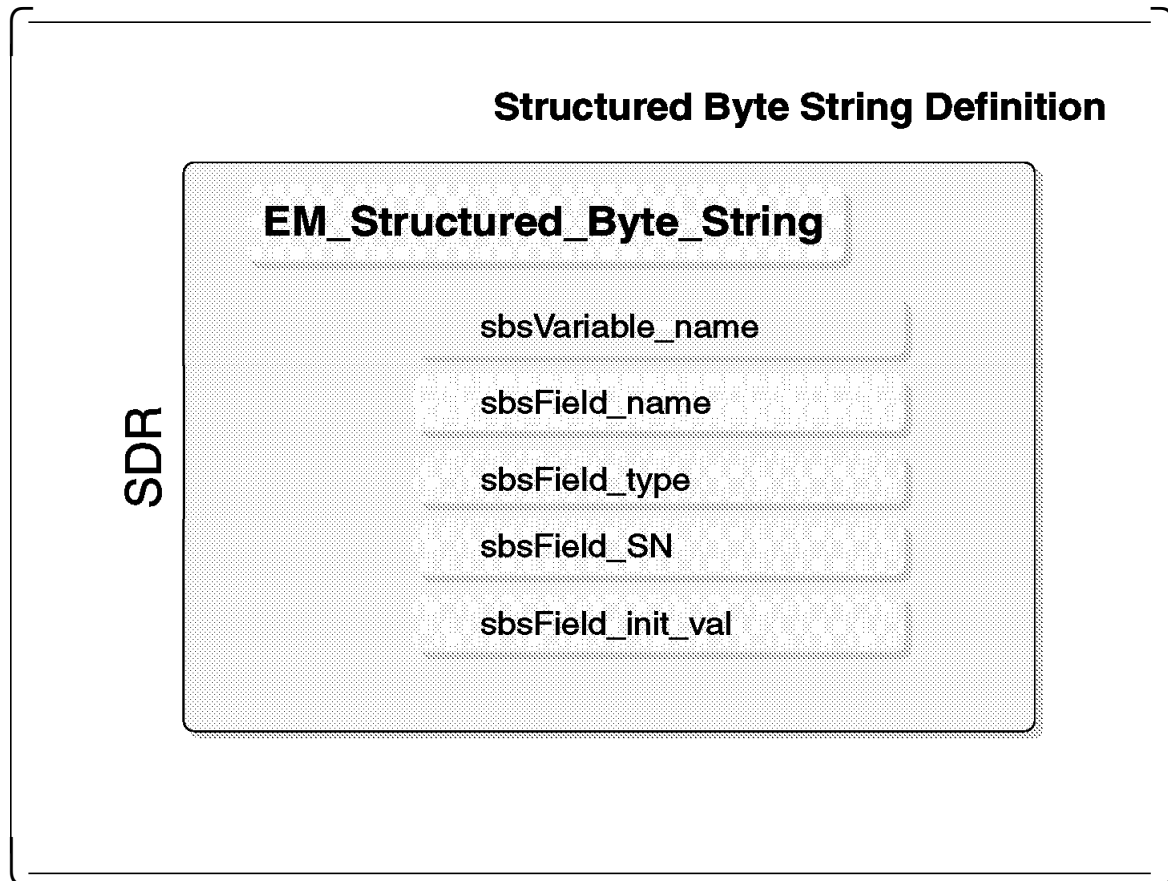 Structured Byte String Definition
EM_Structured_Byte_String
sbsVariable_name
sbsField_name
sbsField_type
sbsField_SN
sbsField_init_val
SDR